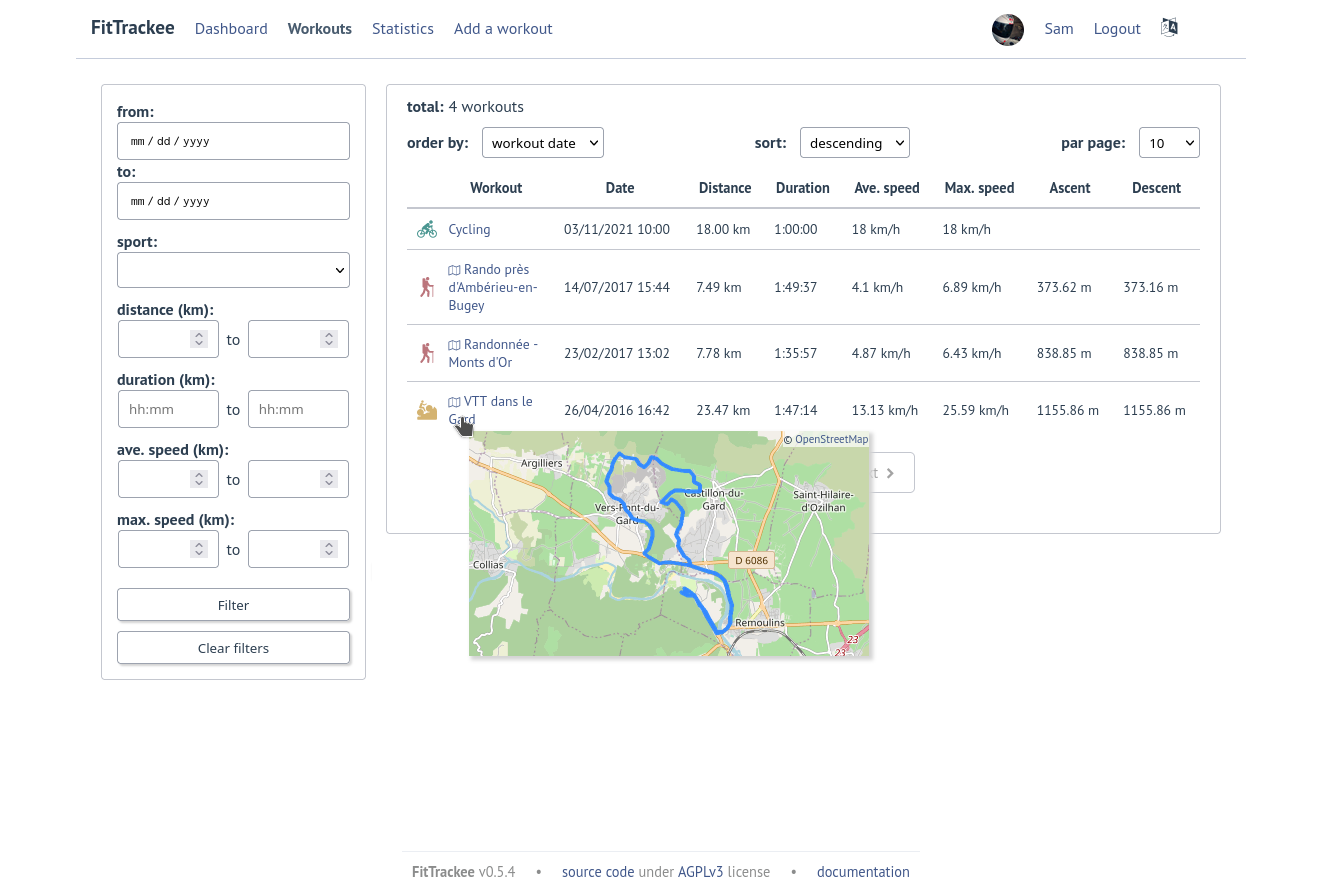 FitTrackee Dashboard Workouts Statistics Add a workout Sam Logout
from:
mm / dd / yyyy
to:
mm / dd / yyyy
sport:
distance (km):
to
duration (km):
hh:mm to hh:mm
ave. speed (km):
to
max. speed (km):
to
Filter
Clear filters
total: 4 workouts
order by: workout date sort: descending par page: 10
Workout Date Distance Duration Ave. speed Max. speed Ascent Descent
Cycling 03/11/2021 10:00 18.00 km 1:00:00 18 km/h 18 km/h
Rando près
d'Ambérieu-en-
Bugey
14/07/2017 15:44 7.49 km 1:49:37 4.1 km/h 6.89 km/h 373.62 m 373.16 m
Randonnée -
Monts d'Or
23/02/2017 13:02 7.78 km 1:35:57 4.87 km/h 6.43 km/h 838.85 m 838.85 m
VTT dans le
Gard
26/04/2016 16:42 23.47 km 1:47:14 13.13 km/h 25.59 km/h 1155.86 m 1155.86 m
© OpenStreetMap
Argilliers
Castillon-du-
Gard
Saint-Hilaire-
d'Ozilhan
Vers-Pont-du-
Gard
Collias
D 6086
Remoulins
23
23
FitTrackee v0.5.4 • source code under AGPLv3 license • documentation